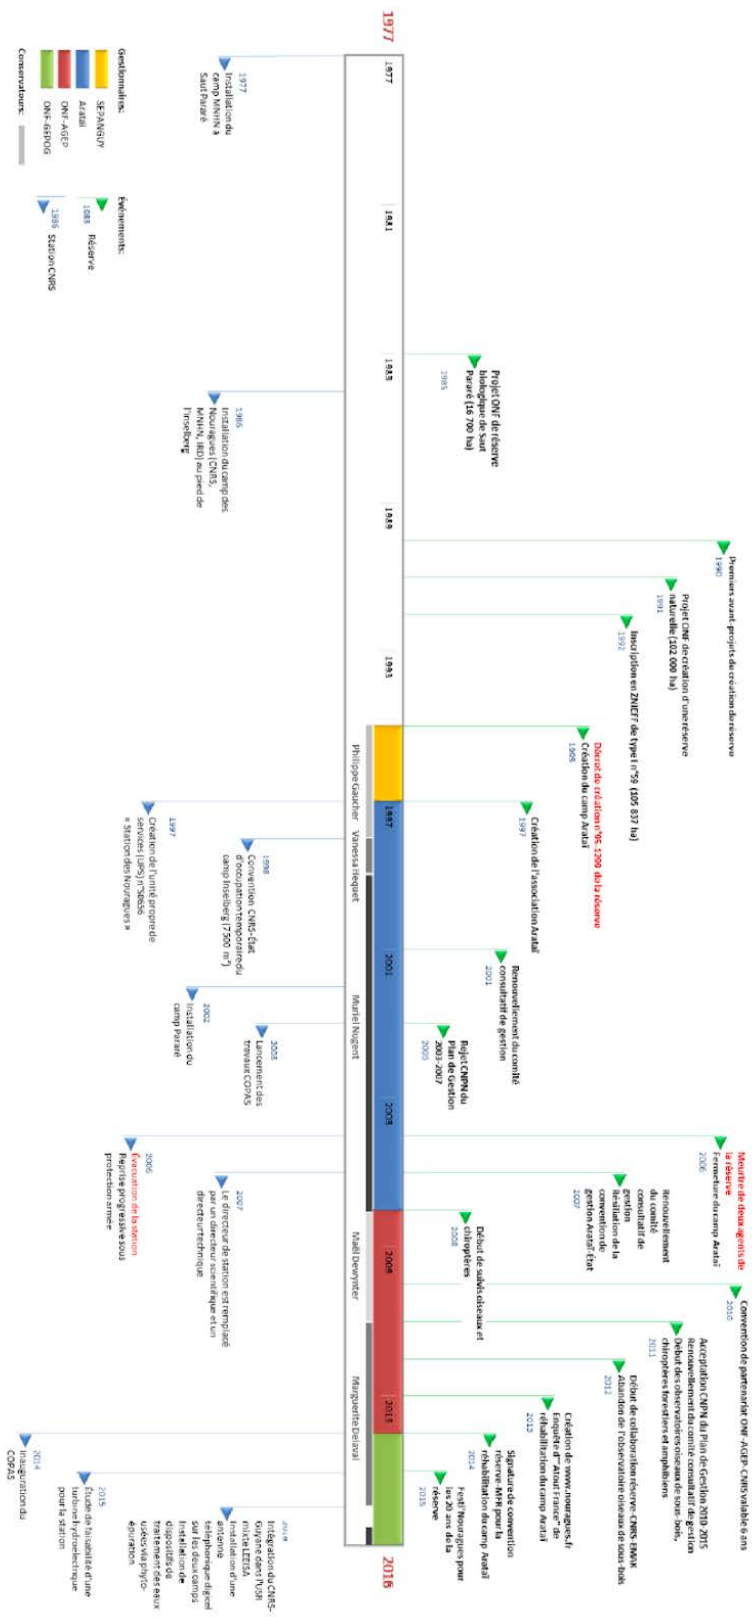 1977
2016
1977
1981
1985
1989
1993
1997
2001
2013
Premiers avant-projets de création de réserve
1990
Projet ONF de création d'une réserve
naturelle (102 000 ha)
1991
Inscription en ZNIEFF de type I n°59 (105 837 ha)
1992
Décret de création n°95-1299 de la réserve
Création du camp Arataï
1995
Création de l'association Arataï
1997
Projet ONF de réserve
biologique de Saut
Pararé (16 700 ha)
1985
Renouvellement du comité
consultatif de gestion
2001
Rejet CNPN du
Plan de Gestion
2003-2007
Meurtre de deux agents de
la réserve
Fermeture du camp Arataï
2006
Renouvellement
du comité
consultatif de
gestion
Résiliation de la
convention de
gestion Arataï-État
2007
Début de suivis oiseaux et
chiroptères
2008
Convention de partenariat ONF-AGEP-CNRS valable 6 ans
2010
Acceptation CNPN du Plan de Gestion 2010-2015
Renouvellement du comité consultatif de gestion
Début des observatoires oiseaux de sous-bois,
chiroptères forestiers et amphibiens
2011
Début de collaboration réserve-CNRS-EMAK
Abandon de l'observatoire oiseaux de sous-bois
2012
Création de www.nouragues.fr
Enquête d'"Atout France" de
réhabilitation du camp Arataï
2013
Signature de convention
réserve-MPR pour la
réhabilitation du camp Arataï
2014
Festi'Nouragues pour
les 20 ans de la
réserve
2015
Philippe Gaucher
Vanessa Hequet
Muriel Nugent
Maël Dewynter
Marguerite Delaval
1977
Installation du
camp MNHN à
Saut Pararé
1986
Installation du camp des
Nouragues (CNRS,
MNHN, IRD) au pied de
l'inselberg
1997
Création de l'unité propre de
services (UPS) n°50656
« Station des Nouragues »
1998
Convention CNRS-État
d'occupation temporaire du
camp Inselberg (7 500 m²)
2002
Installation du
camp Pararé
2003
Lancement des
travaux COPAS
2006
Évacuation de la station
Reprise progressive sous
protection armée
2007
Le directeur de station est remplacé
par un directeur scientifique et un
directeur technique
2014
Inauguration du
COPAS
2015
Étude de faisabilité d'une
turbine hydroélectrique
pour la station
2016
Intégration du CNRS-
Guyane dans l'USR
mixte LEEISA
Installation d'une
antenne
téléphonique digicel
sur les deux camps
Installation de
dispositifs de
traitement des eaux
usées via phyto-
épuration
Gestionnaires:
SEPANGUY
Arataï
ONF-AGEP
ONF-GEPOG
Conservateurs:
Événements:
Réserve
1986
Station CNRS